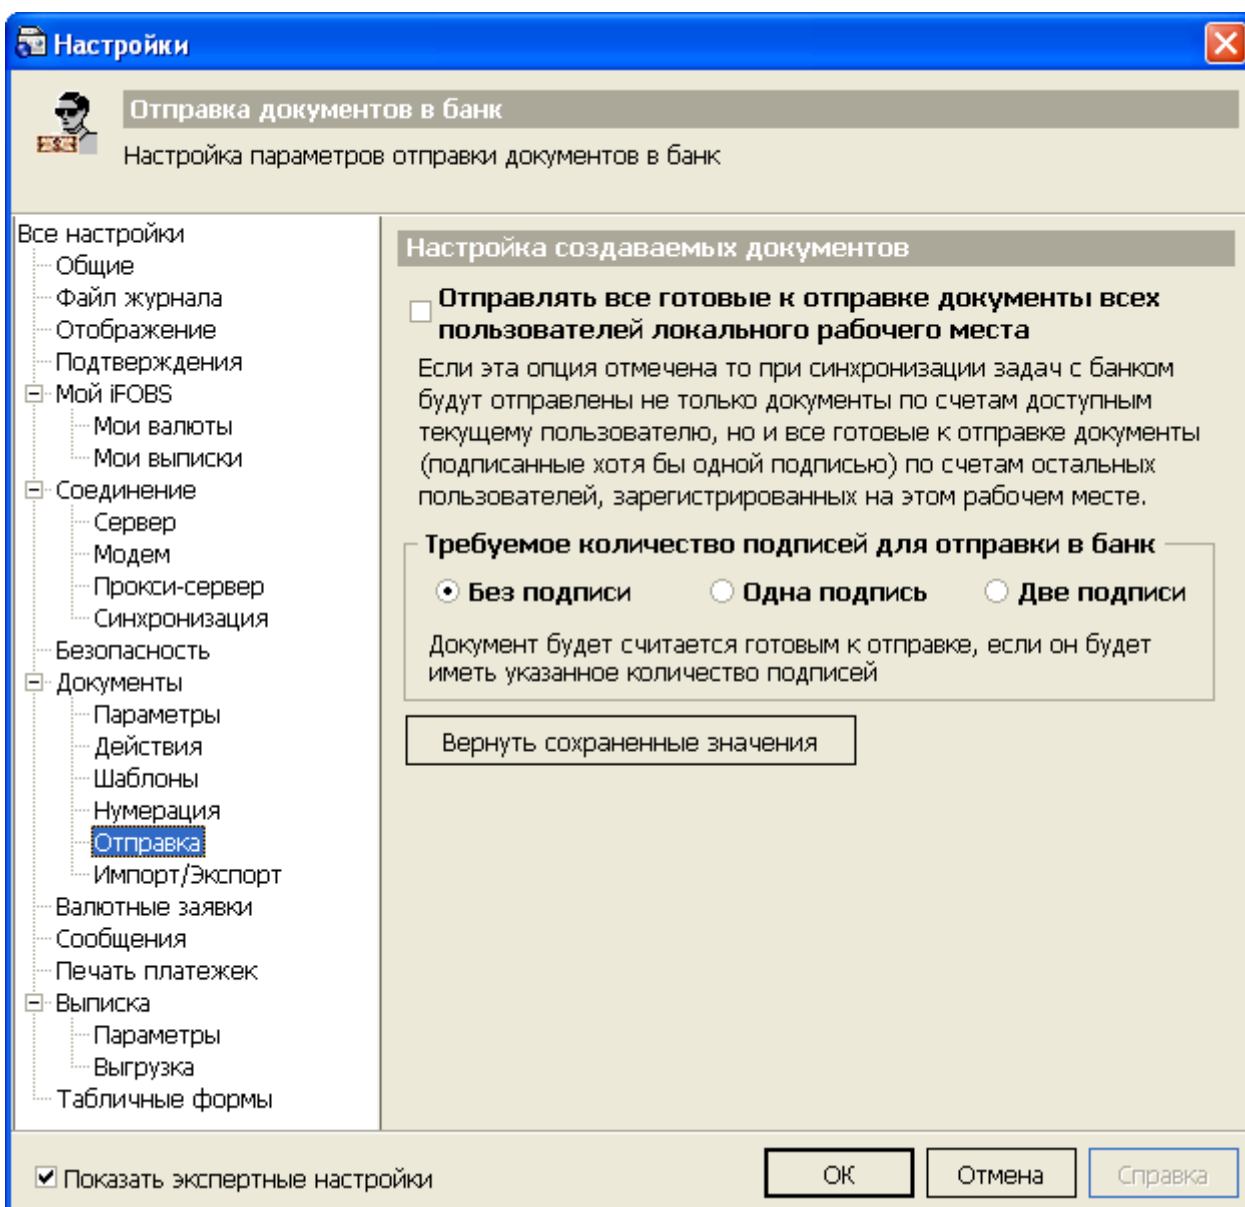 Настройки
Отправка документов в банк
Настройка параметров отправки документов в банк
Все настройки
Общие
Файл журнала
Отображение
Подтверждения
Мой iFOBS
Мои валюты
Мои выписки
Соединение
Сервер
Модем
Прокси-сервер
Синхронизация
Безопасность
Документы
Параметры
Действия
Шаблоны
Нумерация
Отправка
Импорт/Экспорт
Валютные заявки
Сообщения
Печать платежек
Выписка
Параметры
Выгрузка
Табличные формы
Настройка создаваемых документов
Отправлять все готовые к отправке документы всех
пользователей локального рабочего места
Если эта опция отмечена то при синхронизации задач с банком
будут отправлены не только документы по счетам доступным
текущему пользователю, но и все готовые к отправке документы
(подписанные хотя бы одной подписью) по счетам остальных
пользователей, зарегистрированных на этом рабочем месте.
Требуемое количество подписей для отправки в банк
Без подписи Одна подпись Две подписи
Документ будет считается готовым к отправке, если он будет
иметь указанное количество подписей
Вернуть сохраненные значения
Показать экспертные настройки
ОК Отмена Справка